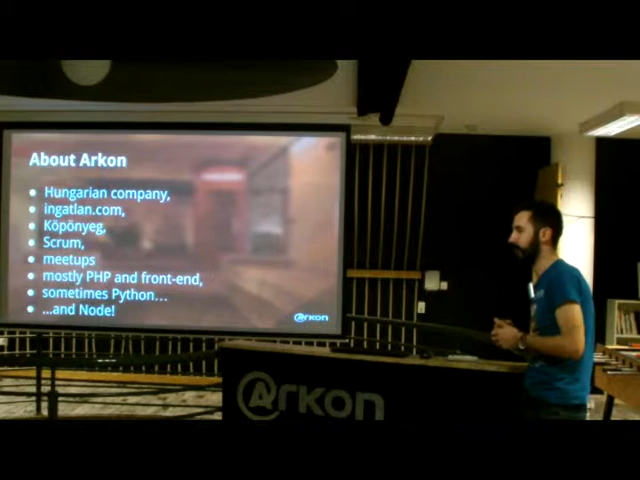 About Arkon
Hungarian company,
ingatlan.com,
Köpönyeg,
Scrum,
meetups
mostly PHP and front-end,
sometimes Python…
...and Node!
@rkon
@rkon